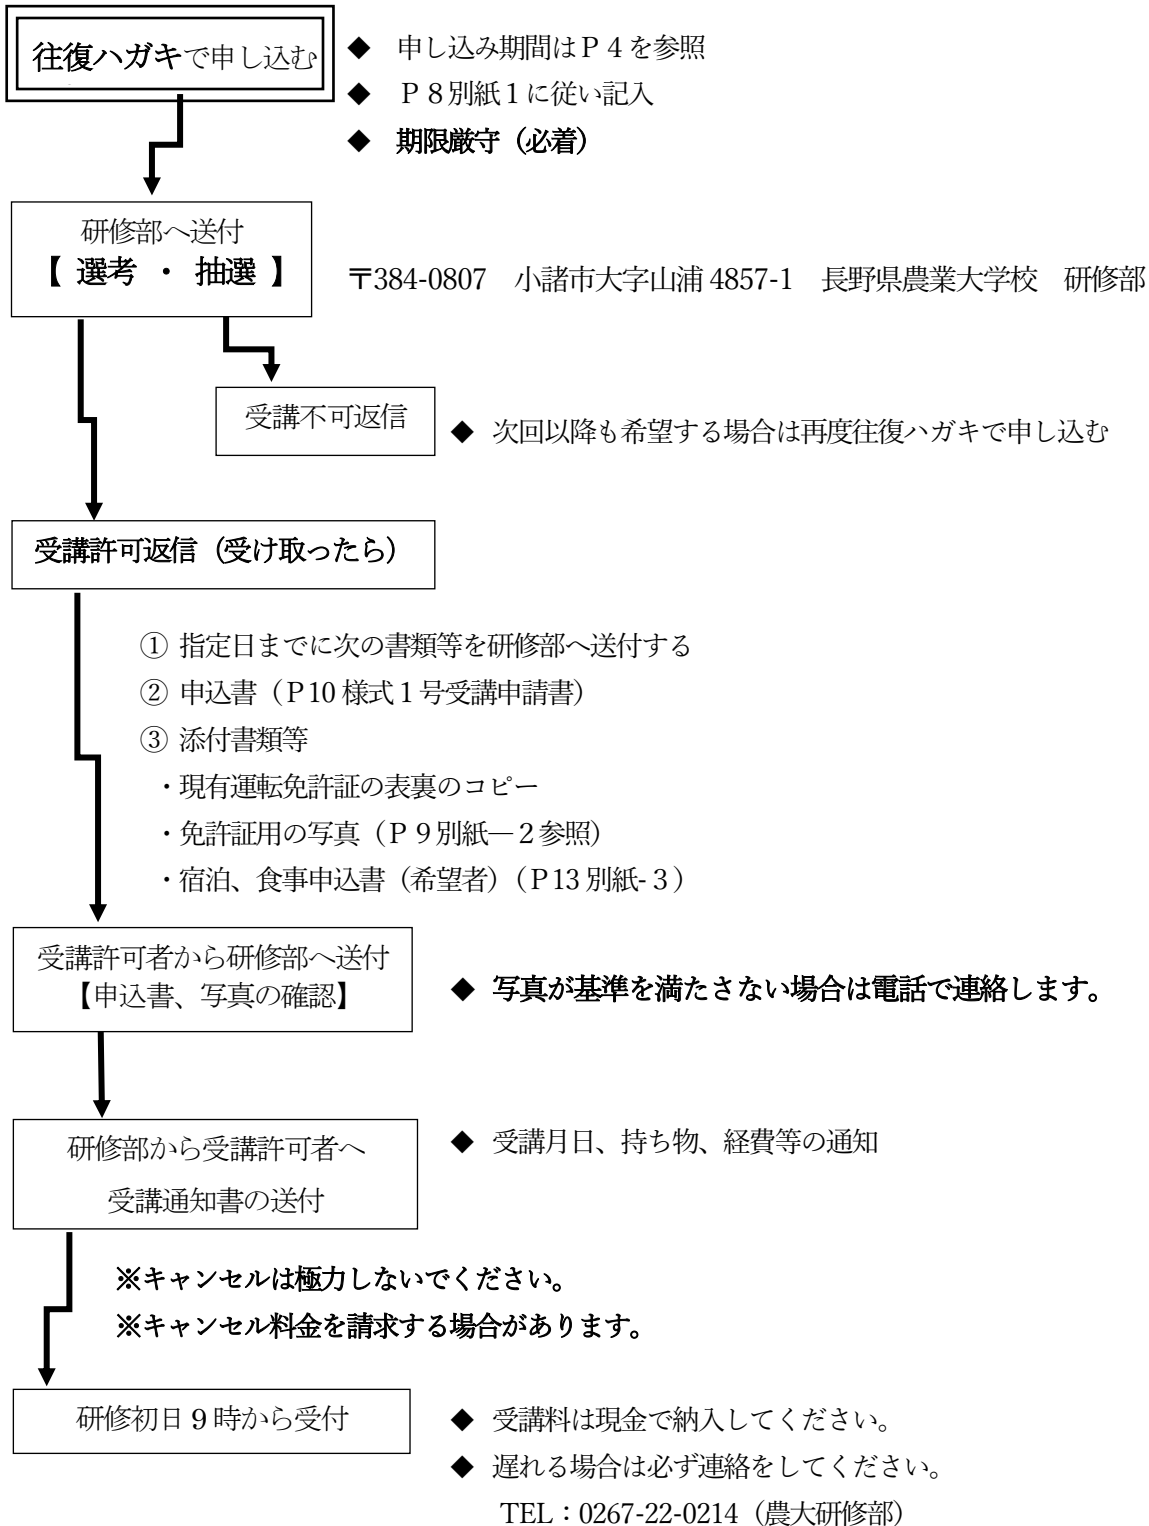 往復ハガキで申し込む
◆ 申し込み期間はP 4を参照
◆ P 8別紙1に従い記入
◆ 期限厳守（必着）
研修部へ送付
【 選考 ・ 抽選 】
〒384-0807 小諸市大字山浦4857-1 長野県農業大学校 研修部
受講不可返信
◆ 次回以降も希望する場合は再度往復ハガキで申し込む
受講許可返信（受け取ったら）
① 指定日までに次の書類等を研修部へ送付する
② 申込書（P10様式1号受講申請書）
③ 添付書類等
・現有運転免許証の表裏のコピー
・免許証用の写真（P 9別紙―2参照）
・宿泊、食事申込書（希望者）（P13別紙-3）
受講許可者から研修部へ送付
【申込書、写真の確認】
◆ 写真が基準を満たさない場合は電話で連絡します。
研修部から受講許可者へ
受講通知書の送付
◆ 受講月日、持ち物、経費等の通知
※キャンセルは極力しないでください。
※キャンセル料金を請求する場合があります。
研修初日9時から受付
◆ 受講料は現金で納入してください。
◆ 遅れる場合は必ず連絡をしてください。
TEL：0267-22-0214（農大研修部）